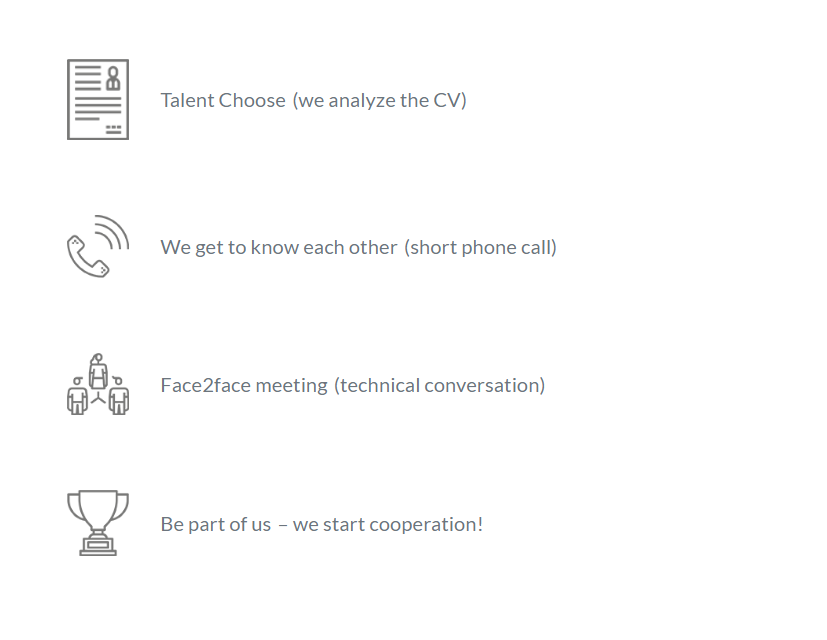 Talent Choose (we analyze the CV)
We get to know each other (short phone call)
Face2face meeting (technical conversation)
Be part of us – we start cooperation!